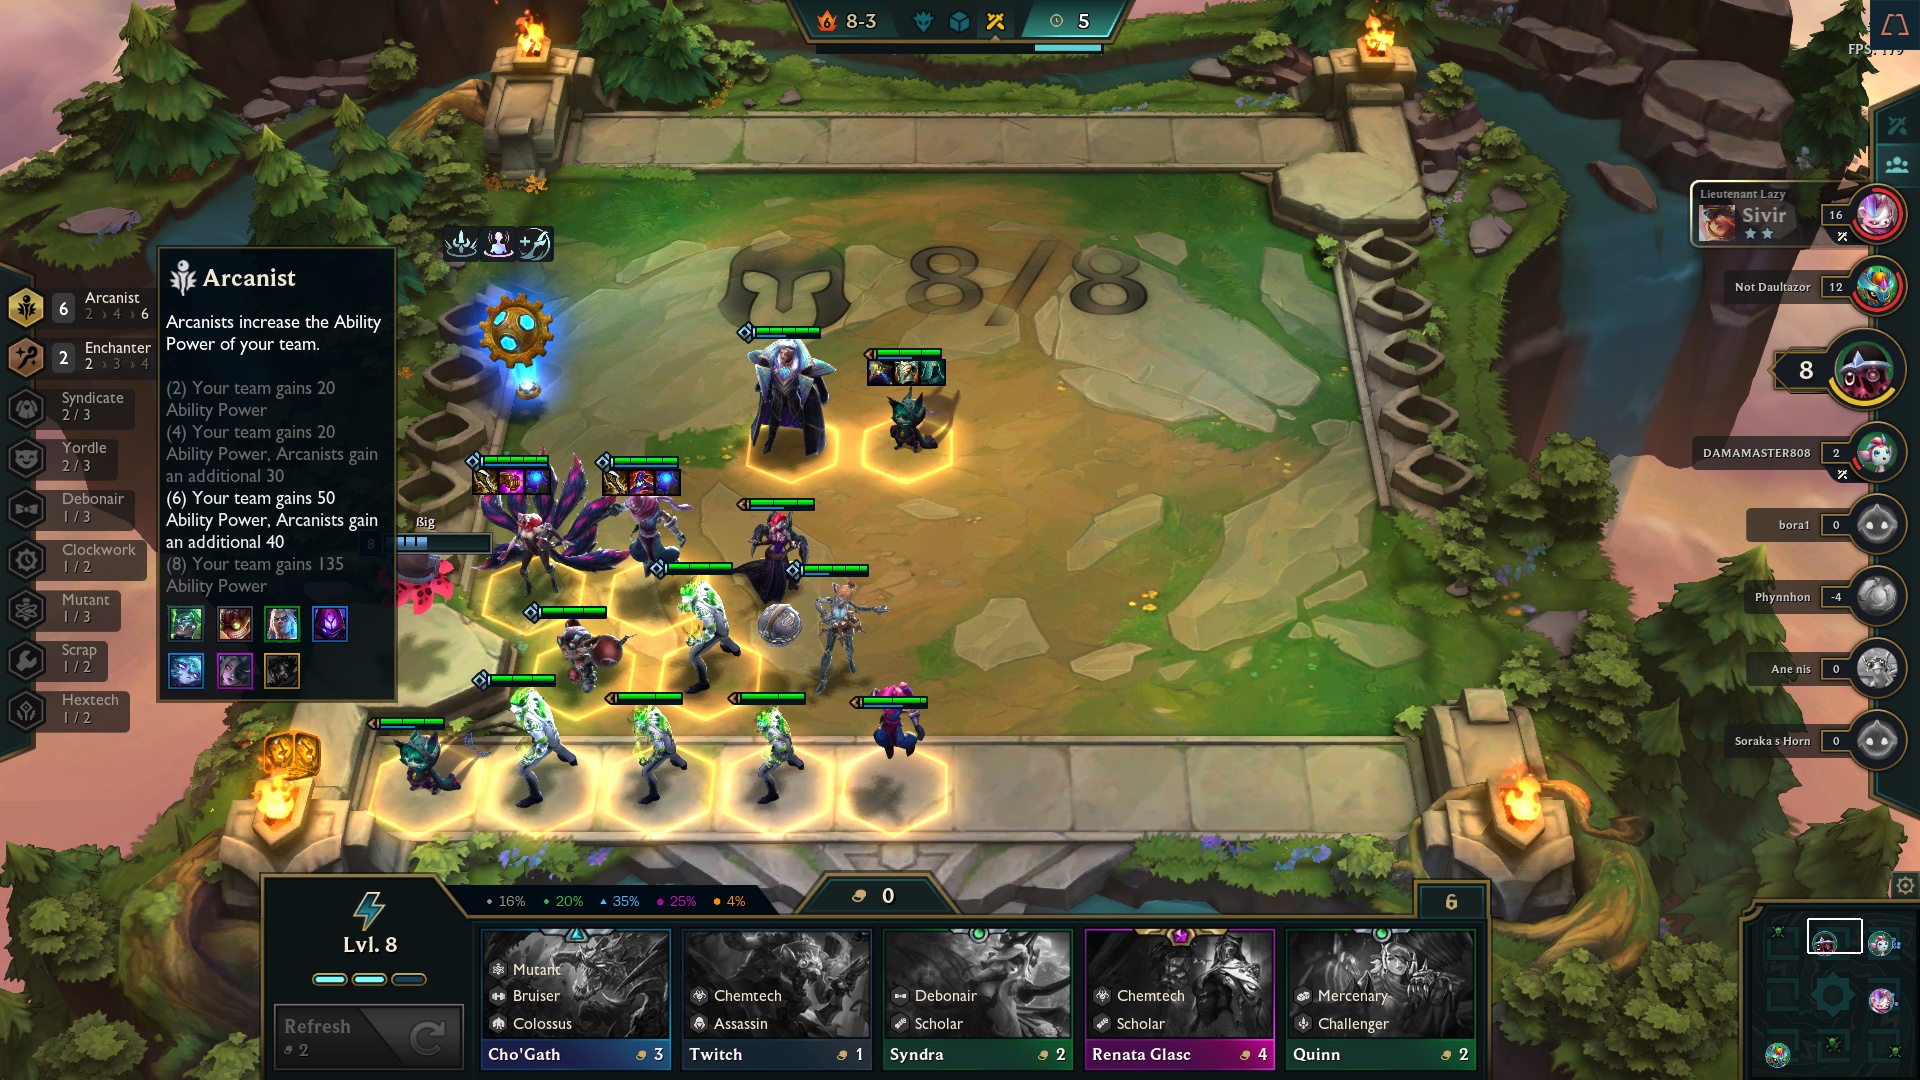 8-3
5
FPS: 179
8/8
Lieutenant Lazy
Sivir
16
Not Daultazor
12
8
DAMAMASTER808
2
bora1
0
Phynnhon
-4
Ane nis
0
Soraka s Horn
0
6
Arcanist
2 › 4 › 6
2
Enchanter
2 › 3 › 4
Syndicate
2 / 3
Yordle
2 / 3
Debonair
1 / 3
Clockwork
1 / 2
Mutant
1 / 3
Scrap
1 / 2
Hextech
1 / 2
Arcanist
Arcanists increase the Ability
Power of your team.
(2) Your team gains 20
Ability Power
(4) Your team gains 20
Ability Power, Arcanists gain
an additional 30
(6) Your team gains 50
Ability Power, Arcanists gain
an additional 40
(8) Your team gains 135
Ability Power
ßig
8
16% 20% 35% 25% 4%
0
6
Lvl. 8
Refresh
2
Mutant
Bruiser
Colossus
Cho'Gath 3
Chemtech
Assassin
Twitch 1
Debonair
Scholar
Syndra 2
Chemtech
Scholar
Renata Glasc 4
Mercenary
Challenger
Quinn 2